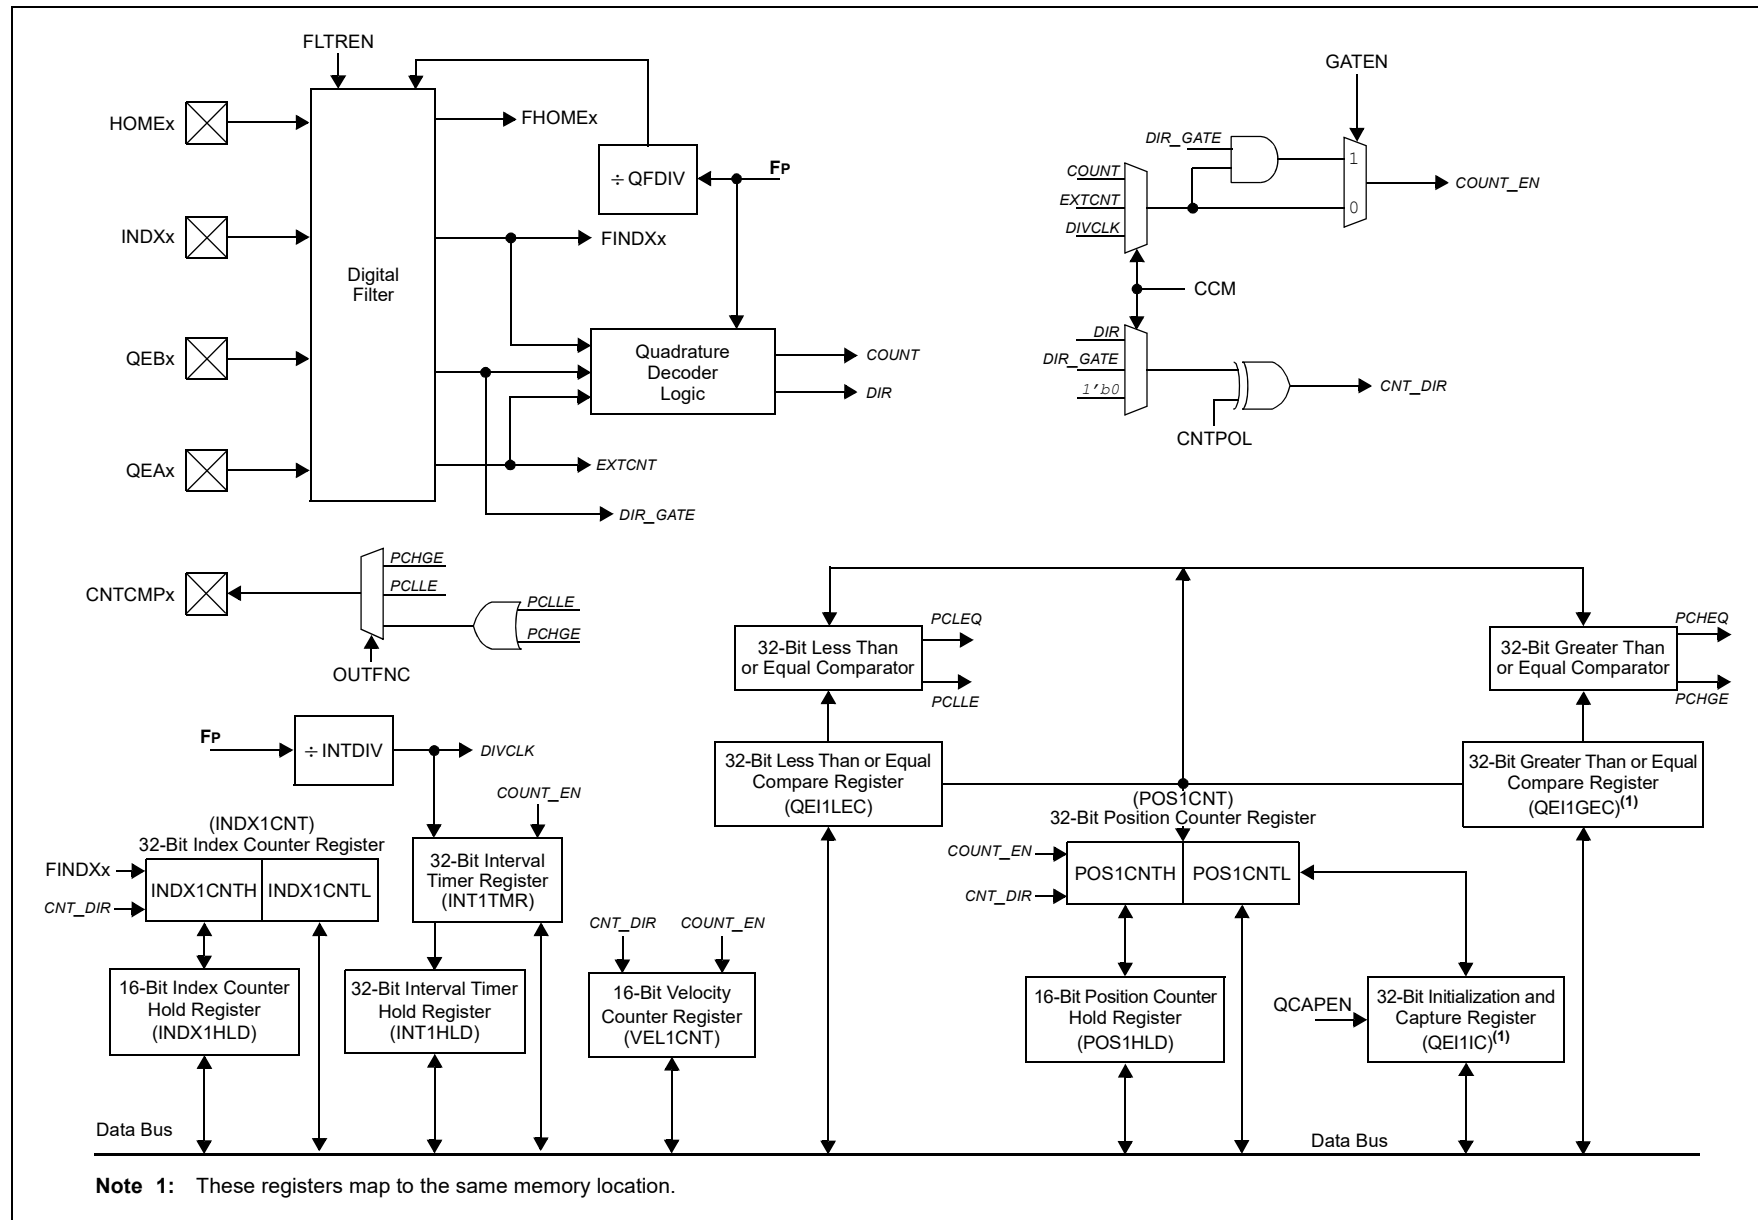 FLTREN
HOMEx
FHOMEx
÷ QFDIV
FP
INDXx
FINDXx
Digital
Filter
QEBx
Quadrature
Decoder
Logic
COUNT
DIR
QEAx
EXTCNT
DIR_GATE
GATEN
DIR_GATE
COUNT
EXTCNT
DIVCLK
1
0
COUNT_EN
CCM
DIR
DIR_GATE
1'b0
CNT_DIR
CNTPOL
CNTCMPx
PCHGE
PCLLE
PCLLE
PCHGE
OUTFNC
32-Bit Less Than
or Equal Comparator
PCLEQ
PCLLE
32-Bit Greater Than
or Equal Comparator
PCHEQ
PCHGE
FP
÷ INTDIV
DIVCLK
COUNT_EN
32-Bit Less Than or Equal
Compare Register
(QEI1LEC)
32-Bit Greater Than or Equal
Compare Register
(QEI1GEC)(1)
(POS1CNT)
32-Bit Position Counter Register
COUNT_EN
CNT_DIR
POS1CNTH
POS1CNTL
(INDX1CNT)
32-Bit Index Counter Register
FINDXx
CNT_DIR
INDX1CNTH
INDX1CNTL
32-Bit Interval
Timer Register
(INT1TMR)
CNT_DIR
COUNT_EN
16-Bit Index Counter
Hold Register
(INDX1HLD)
32-Bit Interval Timer
Hold Register
(INT1HLD)
16-Bit Velocity
Counter Register
(VEL1CNT)
16-Bit Position Counter
Hold Register
(POS1HLD)
QCAPEN
32-Bit Initialization and
Capture Register
(QEI1IC)(1)
Data Bus
Data Bus
Note 1: These registers map to the same memory location.